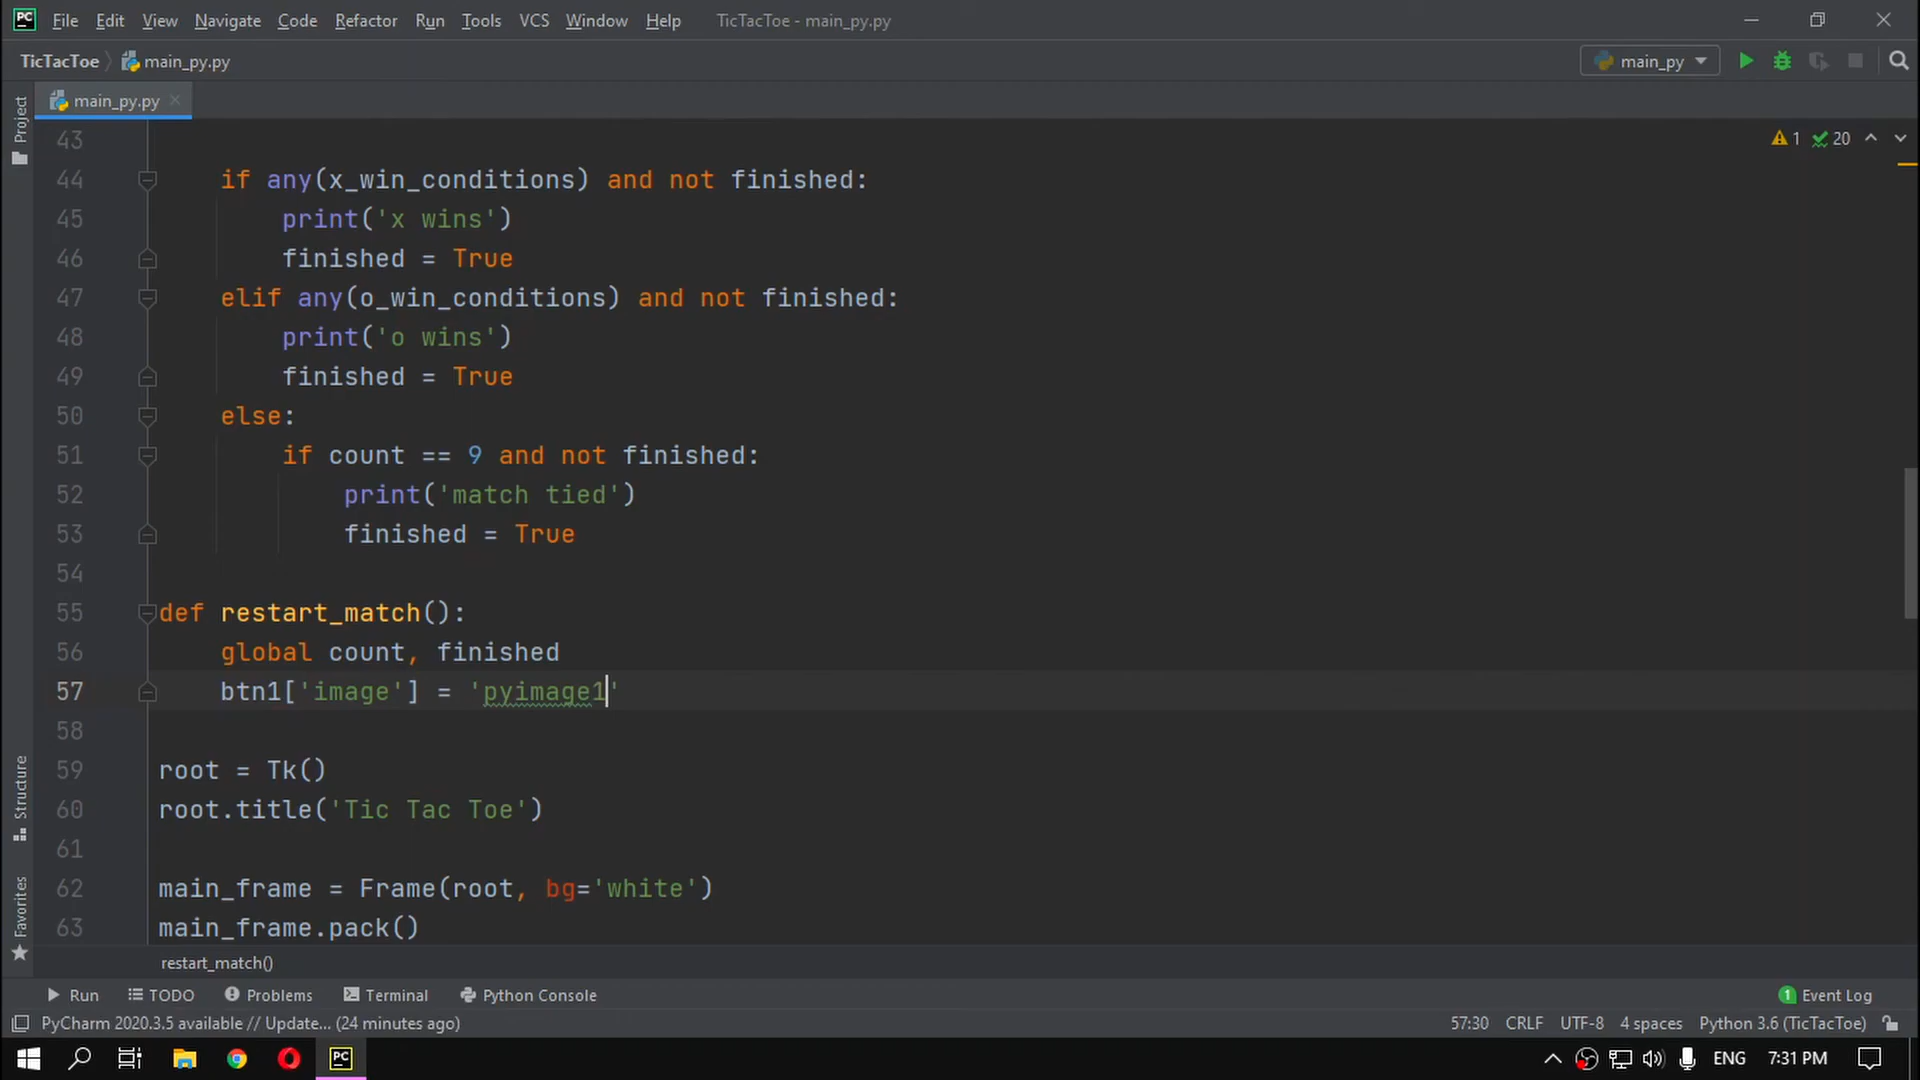 PC File Edit View Navigate Code Refactor Run Tools VCS Window Help TicTacToe - main_py.py
TicTacToe main_py.py main_py
main_py.py
Project
1 20
43
44 if any(x_win_conditions) and not finished:
45 print('x wins')
46 finished = True
47 elif any(o_win_conditions) and not finished:
48 print('o wins')
49 finished = True
50 else:
51 if count == 9 and not finished:
52 print('match tied')
53 finished = True
54
55 def restart_match():
56 global count, finished
57 btn1['image'] = 'pyimage1'
58
59 root = Tk()
60 root.title('Tic Tac Toe')
61
62 main_frame = Frame(root, bg='white')
63 main_frame.pack()
Structure
Favorites
restart_match()
Run TODO Problems Terminal Python Console 1 Event Log
PyCharm 2020.3.5 available // Update... (24 minutes ago) 57:30 CRLF UTF-8 4 spaces Python 3.6 (TicTacToe)
PC ENG 7:31 PM